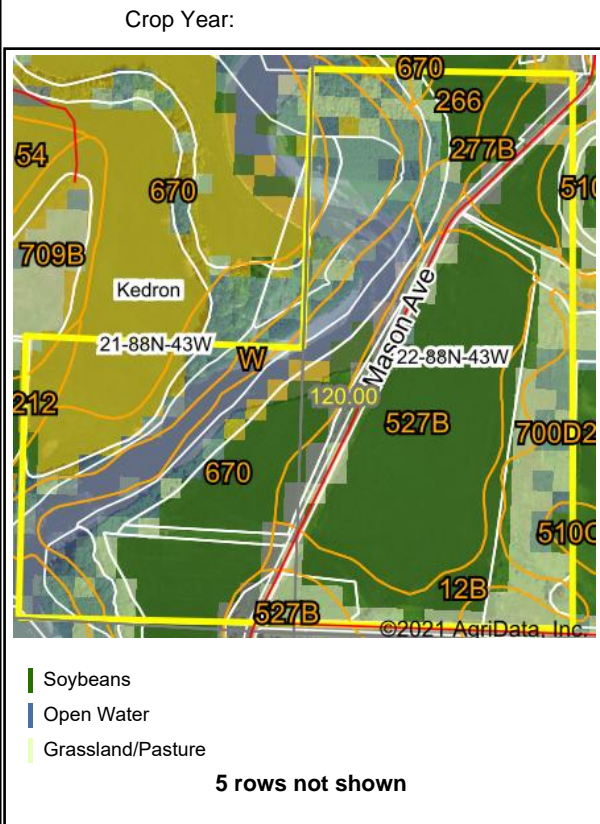 Crop Year:
670
266
54
277B
670
510
709B
Kedron
Mason Ave
21-88N-43W
W
22-88N-43W
212
120.00
527B
700D2
670
510C
12B
527B
©2021 AgriData, Inc.
Soybeans
Open Water
Grassland/Pasture
5 rows not shown